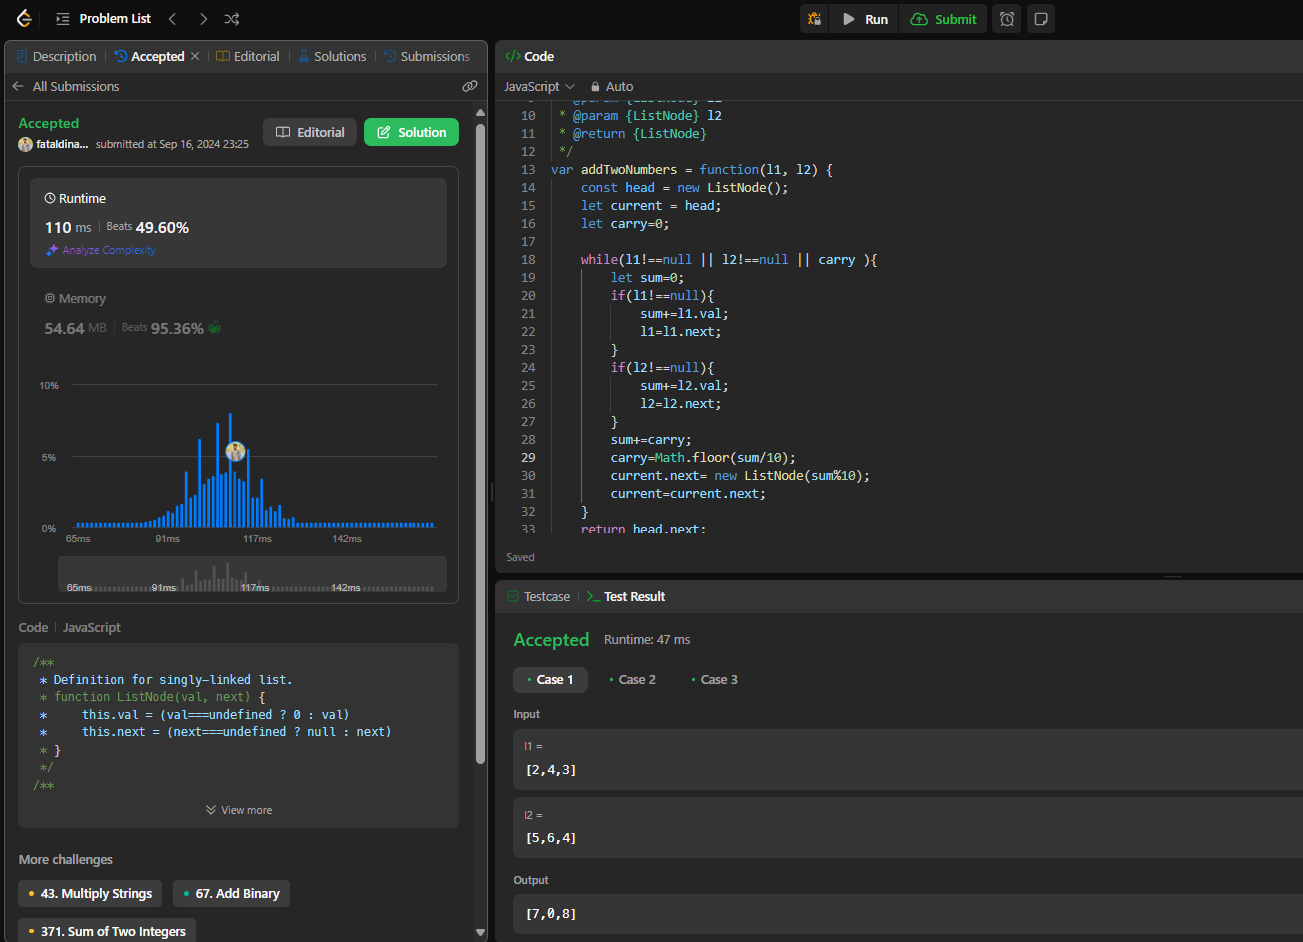 Problem List
Run
Submit
Description
Accepted
Editorial
Solutions
Submissions
All Submissions
Accepted
Editorial
Solution
fataldina... submitted at Sep 16, 2024 23:25
Runtime
110 ms | Beats 49.60%
Analyze Complexity
Memory
54.64 MB | Beats 95.36%
10%
5%
0%
65ms 91ms 117ms 142ms
65ms 91ms 117ms 142ms
Code | JavaScript
/**
* Definition for singly-linked list.
* function ListNode(val, next) {
*     this.val = (val===undefined ? 0 : val)
*     this.next = (next===undefined ? null : next)
* }
*/
/**
View more
More challenges
43. Multiply Strings
67. Add Binary
371. Sum of Two Integers
</> Code
JavaScript
Auto
9 * @param {ListNode} l1
10 * @param {ListNode} l2
11 * @return {ListNode}
12 */
13 var addTwoNumbers = function(l1, l2) {
14     const head = new ListNode();
15     let current = head;
16     let carry=0;
17
18     while(l1!==null || l2!==null || carry ){
19         let sum=0;
20         if(l1!==null){
21             sum+=l1.val;
22             l1=l1.next;
23         }
24         if(l2!==null){
25             sum+=l2.val;
26             l2=l2.next;
27         }
28         sum+=carry;
29         carry=Math.floor(sum/10);
30         current.next= new ListNode(sum%10);
31         current=current.next;
32     }
33     return head.next;
Saved
Testcase
>_ Test Result
Accepted Runtime: 47 ms
Case 1
Case 2
Case 3
Input
l1 =
[2,4,3]
l2 =
[5,6,4]
Output
[7,0,8]